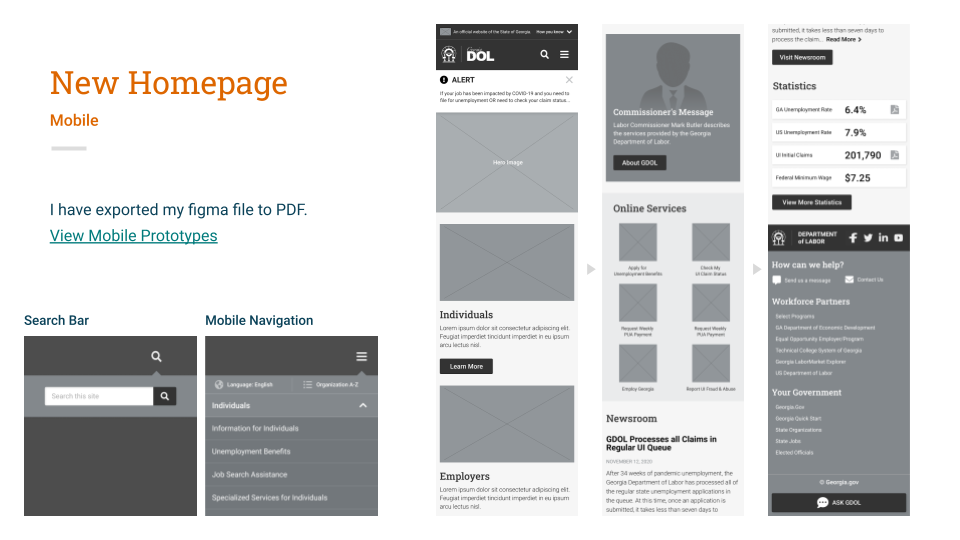 New Homepage
Mobile
I have exported my figma file to PDF.
View Mobile Prototypes
Search Bar
Search this site
Mobile Navigation
Language: English
Organization A-Z
Individuals
Information for Individuals
Unemployment Benefits
Job Search Assistance
Specialized Services for Individuals
An official website of the State of Georgia.
How you know
Georgia
DOL
ALERT
If your job has been impacted by COVID-19 and you need to
file for unemployment OR need to check your claim status...
Hero Image
Individuals
Lorem ipsum dolor sit consectetur adipiscing elit.
Feugiat imperdiet tincidunt imperdiet in eu ipsum
arcu lectus nisl.
Learn More
Employers
Lorem ipsum dolor sit consectetur adipiscing elit.
Feugiat imperdiet tincidunt imperdiet in eu ipsum
arcu lectus nisl.
Commissioner's Message
Labor Commissioner Mark Butler describes
the services provided by the Georgia
Department of Labor.
About GDOL
Online Services
Apply for
Unemployment Benefits
Check My
UI Claim Status
Request Weekly
PUA Payment
Request Weekly
PUA Payment
Employ Georgia
Report UI Fraud & Abuse
Newsroom
GDOL Processes all Claims in
Regular UI Queue
NOVEMBER 12, 2020
After 34 weeks of pandemic unemployment, the
Georgia Department of Labor has processed all of
the regular state unemployment applications in
the queue. At this time, once an application is
submitted, it takes less than seven days to
submitted, it takes less than seven days to
process the claim... Read More >
Visit Newsroom
Statistics
GA Unemployment Rate 6.4%
US Unemployment Rate 7.9%
UI Initial Claims 201,790
Federal Minimum Wage $7.25
View More Statistics
DEPARTMENT
of LABOR
How can we help?
Send us a message
Contact Us
Workforce Partners
Select Programs
GA Department of Economic Development
Equal Opportunity Employer/Program
Technical College System of Georgia
Georgia LaborMarket Explorer
US Department of Labor
Your Government
Georgia.Gov
Georgia Quick Start
State Organizations
State Jobs
Elected Officials
© Georgia.gov
ASK GDOL